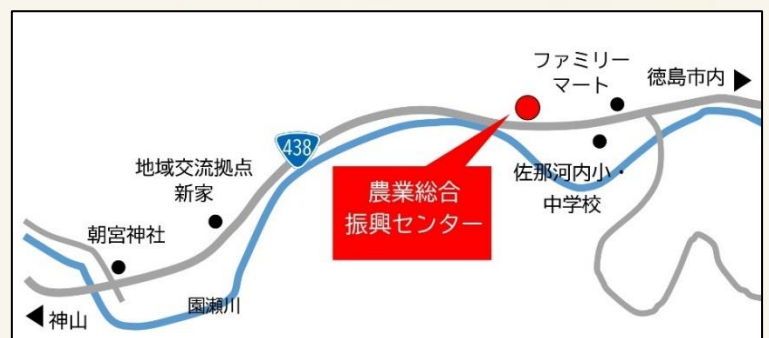 ファミリー
マート
徳島市内
438
地域交流拠点
新家
農業総合
振興センター
佐那河内小・
中学校
朝宮神社
園瀬川
神山